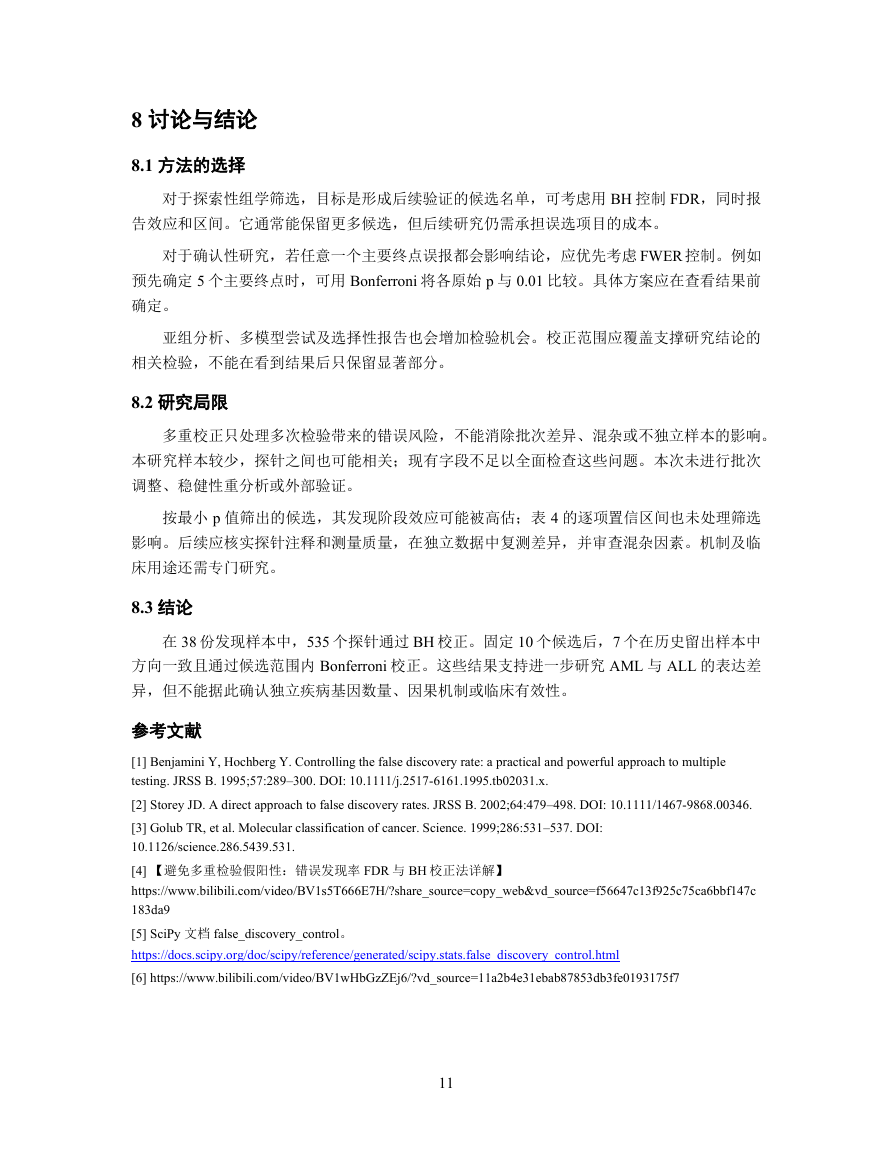 8 讨论与结论
8.1 方法的选择
对于探索性组学筛选，目标是形成后续验证的候选名单，可考虑用 BH 控制 FDR，同时报
告效应和区间。它通常能保留更多候选，但后续研究仍需承担误选项目的成本。
对于确认性研究，若任意一个主要终点误报都会影响结论，应优先考虑 FWER 控制。例如
预先确定 5 个主要终点时，可用 Bonferroni 将各原始 p 与 0.01 比较。具体方案应在查看结果前
确定。
亚组分析、多模型尝试及选择性报告也会增加检验机会。校正范围应覆盖支撑研究结论的
相关检验，不能在看到结果后只保留显著部分。
8.2 研究局限
多重校正只处理多次检验带来的错误风险，不能消除批次差异、混杂或不独立样本的影响。
本研究样本较少，探针之间也可能相关；现有字段不足以全面检查这些问题。本次未进行批次
调整、稳健性重分析或外部验证。
按最小 p 值筛出的候选，其发现阶段效应可能被高估；表 4 的逐项置信区间也未处理筛选
影响。后续应核实探针注释和测量质量，在独立数据中复测差异，并审查混杂因素。机制及临
床用途还需专门研究。
8.3 结论
在 38 份发现样本中，535 个探针通过 BH 校正。固定 10 个候选后，7 个在历史留出样本中
方向一致且通过候选范围内 Bonferroni 校正。这些结果支持进一步研究 AML 与 ALL 的表达差
异，但不能据此确认独立疾病基因数量、因果机制或临床有效性。
参考文献
[1] Benjamini Y, Hochberg Y. Controlling the false discovery rate: a practical and powerful approach to multiple
testing. JRSS B. 1995;57:289–300. DOI: 10.1111/j.2517-6161.1995.tb02031.x.
[2] Storey JD. A direct approach to false discovery rates. JRSS B. 2002;64:479–498. DOI: 10.1111/1467-9868.00346.
[3] Golub TR, et al. Molecular classification of cancer. Science. 1999;286:531–537. DOI:
10.1126/science.286.5439.531.
[4] 【避免多重检验假阳性：错误发现率 FDR 与 BH 校正法详解】
https://www.bilibili.com/video/BV1s5T666E7H/?share_source=copy_web&vd_source=f56647c13f925c75ca6bbf147c
183da9
[5] SciPy 文档 false_discovery_control。
https://docs.scipy.org/doc/scipy/reference/generated/scipy.stats.false_discovery_control.html
[6] https://www.bilibili.com/video/BV1wHbGzZEj6/?vd_source=11a2b4e31ebab87853db3fe0193175f7
11